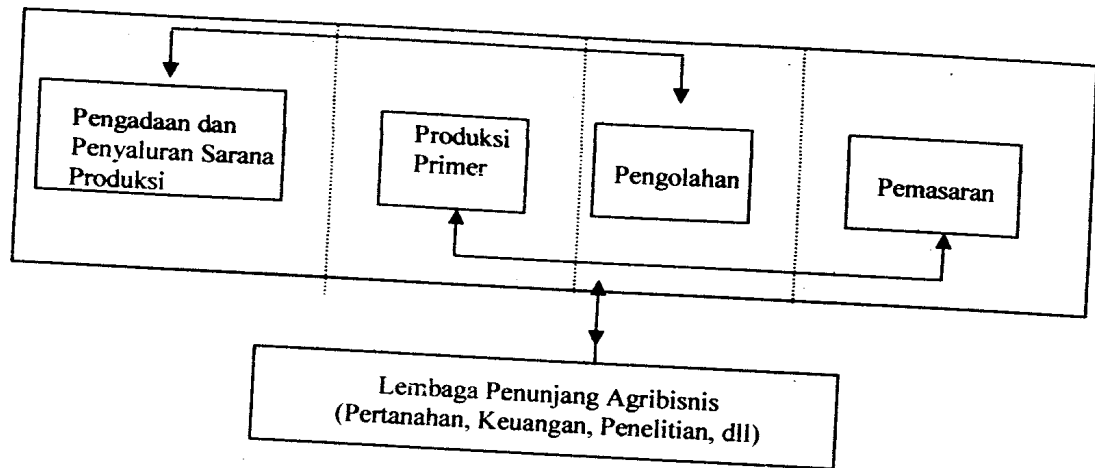 Pengadaan dan
Penyaluran Sarana
Produksi
Produksi
Primer
Pengolahan
Pemasaran
Lembaga Penunjang Agribisnis
(Pertanahan, Keuangan, Penelitian, dll)